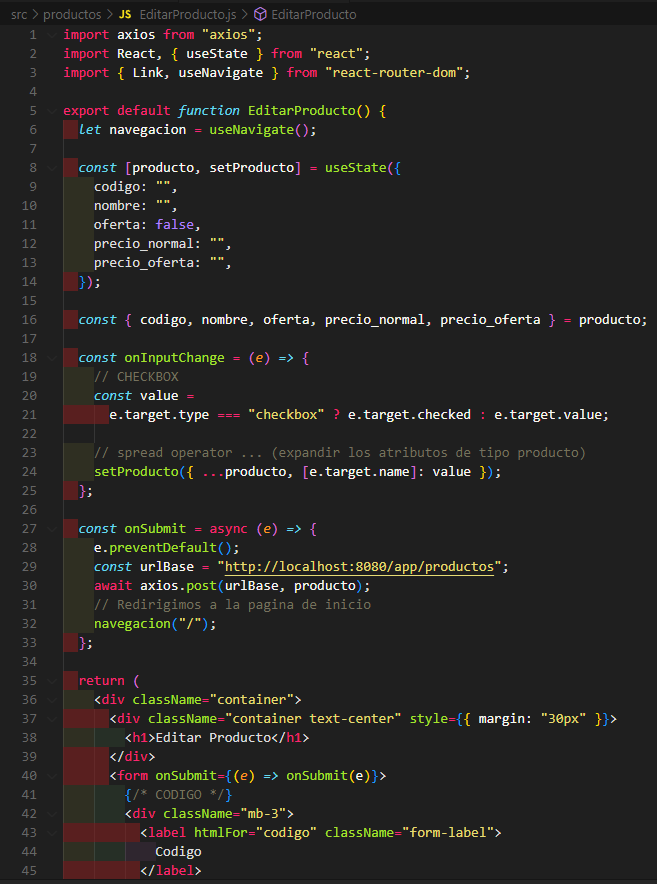 src > productos > JS EditarProducto.js > EditarProducto
1 import axios from "axios";
2 import React, { useState } from "react";
3 import { Link, useNavigate } from "react-router-dom";
4
5 export default function EditarProducto() {
6 let navegacion = useNavigate();
7
8 const [producto, setProducto] = useState({
9 codigo: "",
10 nombre: "",
11 oferta: false,
12 precio_normal: "",
13 precio_oferta: "",
14 });
15
16 const { codigo, nombre, oferta, precio_normal, precio_oferta } = producto;
17
18 const onInputChange = (e) => {
19 // CHECKBOX
20 const value =
21 e.target.type === "checkbox" ? e.target.checked : e.target.value;
22
23 // spread operator ... (expandir los atributos de tipo producto)
24 setProducto({ ...producto, [e.target.name]: value });
25 };
26
27 const onSubmit = async (e) => {
28 e.preventDefault();
29 const urlBase = "http://localhost:8080/app/productos";
30 await axios.post(urlBase, producto);
31 // Redirigimos a la pagina de inicio
32 navegacion("/");
33 };
34
35 return (
36 <div className="container">
37 <div className="container text-center" style={{ margin: "30px" }}>
38 <h1>Editar Producto</h1>
39 </div>
40 <form onSubmit={(e) => onSubmit(e)}>
41 {/* CODIGO */}
42 <div className="mb-3">
43 <label htmlFor="codigo" className="form-label">
44 Codigo
45 </label>